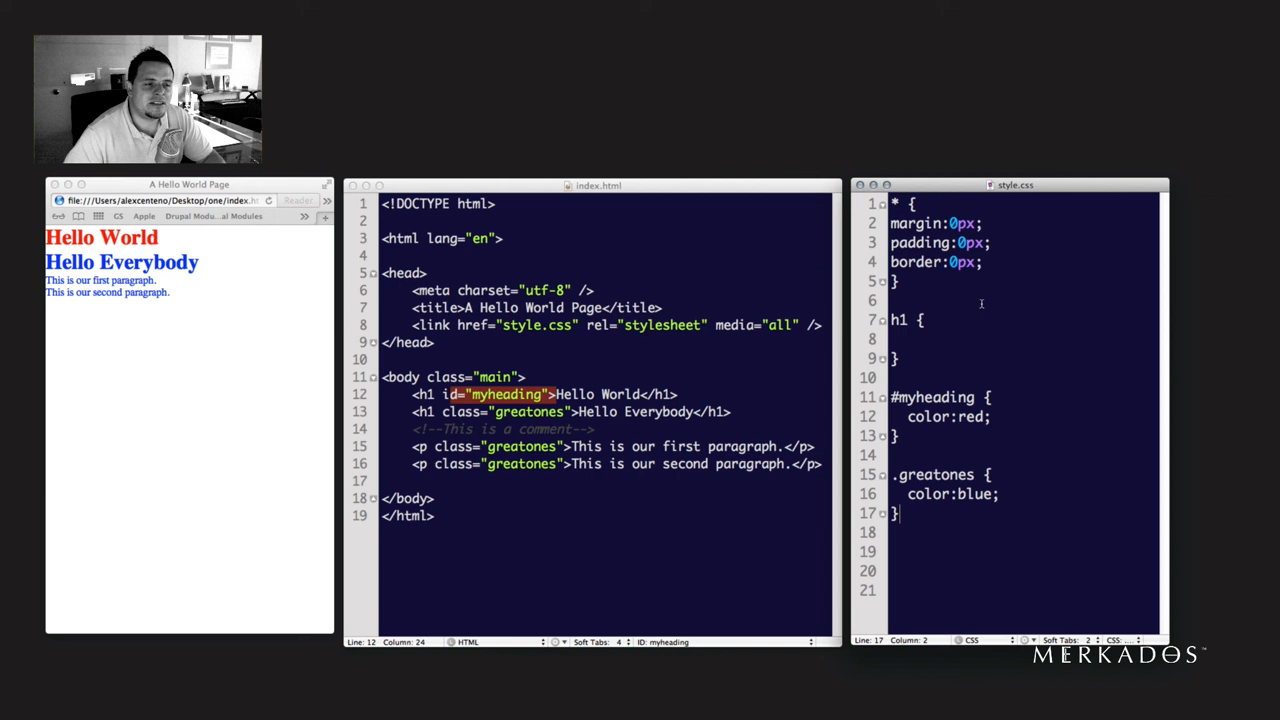 A Hello World Page
file:///Users/alexcenteno/Desktop/one/index.ht
Reader
GS Apple Drupal Modu...al Modules
Hello World
Hello Everybody
This is our first paragraph.
This is our second paragraph.
index.html
1 <!DOCTYPE html>
2
3 <html lang="en">
4
5 <head>
6 <meta charset="utf-8" />
7 <title>A Hello World Page</title>
8 <link href="style.css" rel="stylesheet" media="all" />
9 </head>
10
11 <body class="main">
12 <h1 id="myheading">Hello World</h1>
13 <h1 class="greatones">Hello Everybody</h1>
14 <!--This is a comment-->
15 <p class="greatones">This is our first paragraph.</p>
16 <p class="greatones">This is our second paragraph.</p>
17
18 </body>
19 </html>
Line: 12 Column: 24 HTML Soft Tabs: 4 ID: myheading
style.css
1 * {
2 margin:0px;
3 padding:0px;
4 border:0px;
5 }
6
7 h1 {
8
9 }
10
11 #myheading {
12 color:red;
13 }
14
15 .greatones {
16 color:blue;
17 }
18
19
20
21
Line: 17 Column: 2 CSS Soft Tabs: 2 CSS: ....
MERKADOS™